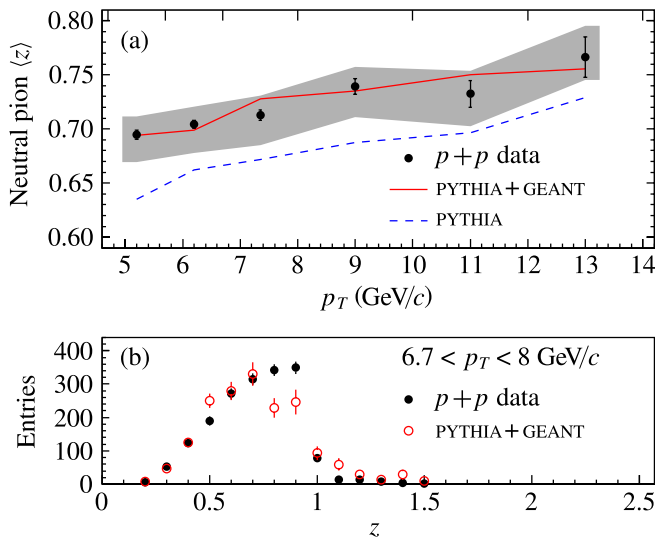 Neutral pion ⟨z⟩
0.80
0.75
0.70
0.65
0.60
(a)
p+p data
PYTHIA+GEANT
PYTHIA
5 6 7 8 9 10 11 12 13 14
p_T (GeV/c)
Entries
400
300
200
100
0
(b)
6.7 < p_T < 8 GeV/c
p+p data
PYTHIA+GEANT
0 0.5 1 1.5 2 2.5
z